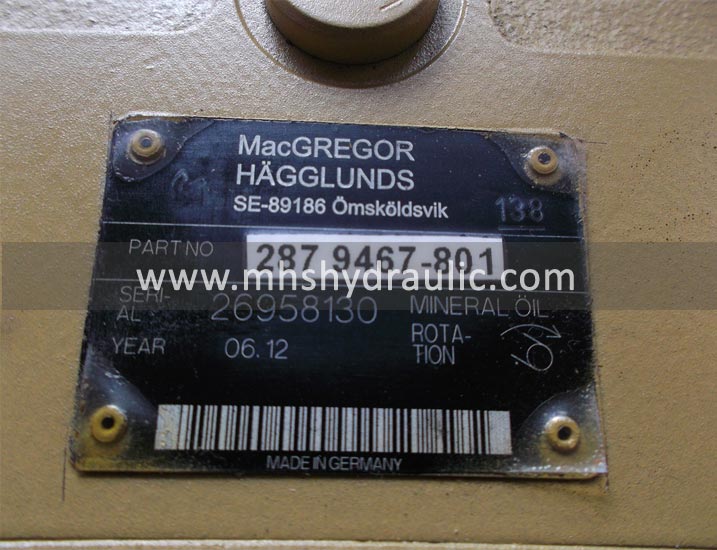 MacGREGOR
HÄGGLUNDS
SE-89186 Ömsköldsvik
138
PART NO 287 9467-801
www.mhshydraulic.com
SERI-
AL 26958130 MINERAL ÖIL
YEAR 06.12 ROTA-
TION
MADE IN GERMANY